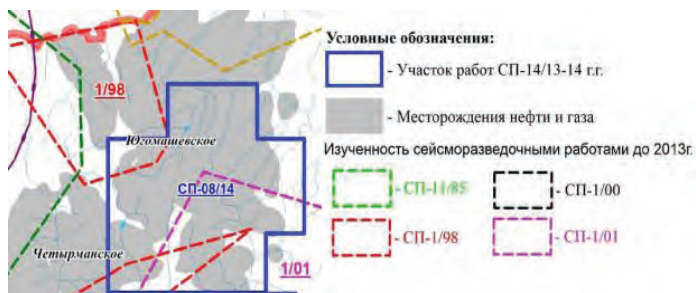 1/98
Югомашевское
СП-08/14
Четырманское
1/01
Условные обозначения:
- Участок работ СП-14/13-14 г.г.
- Месторождения нефти и газа
Изученность сейсморазведочными работами до 2013г.
- СП-11/85
- СП-1/00
- СП-1/98
- СП-1/01